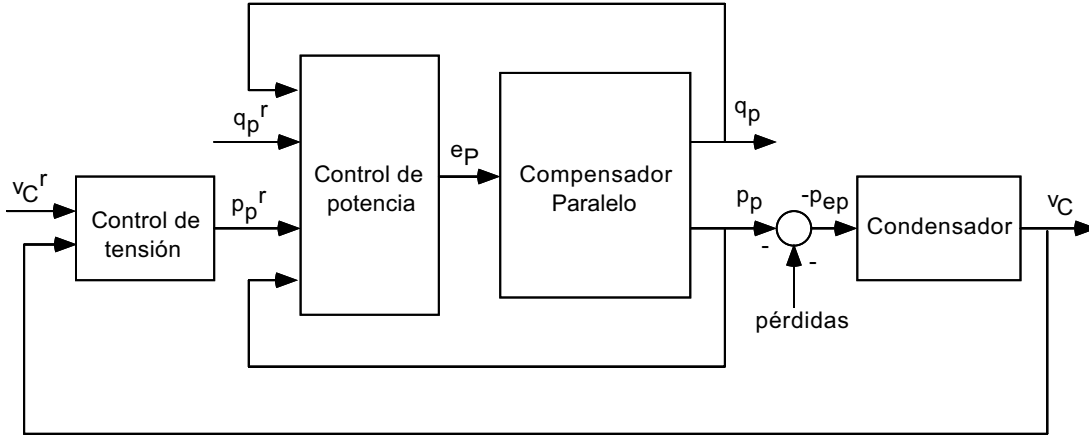 v_C^r
Control de
tensión
p_p^r
q_p^r
Control de
potencia
e_P
Compensador
Paralelo
q_p
p_p
-
-
pérdidas
-p_ep
Condensador
v_C